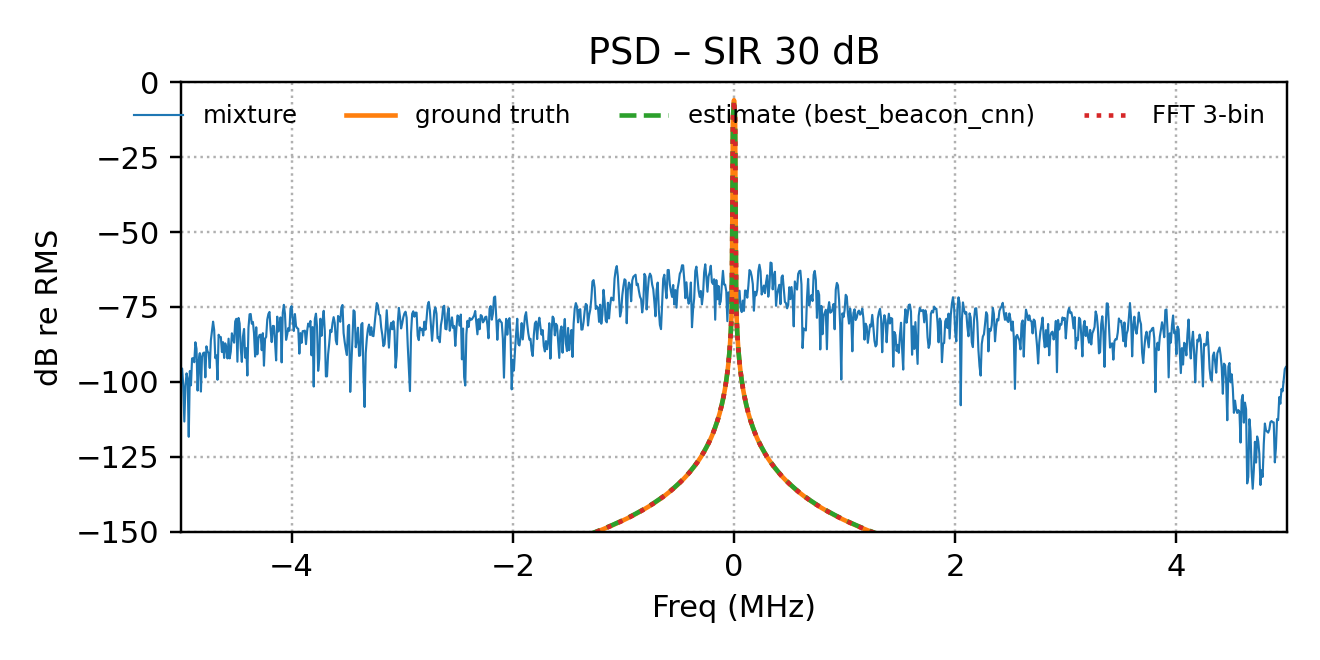 PSD – SIR 30 dB
mixture ground truth estimate (best_beacon_cnn) FFT 3-bin
0
−25
−50
−75
−100
−125
−150
dB re RMS
−4 −2 0 2 4
Freq (MHz)